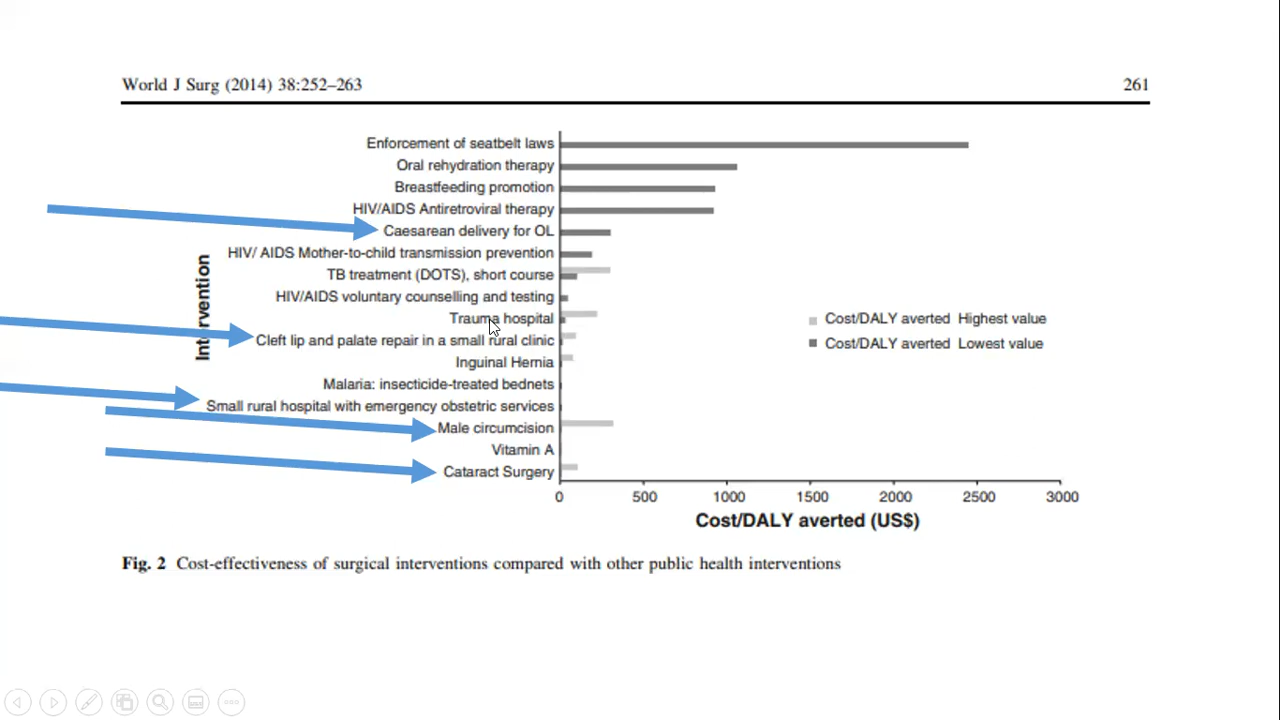 World J Surg (2014) 38:252–263 261
Enforcement of seatbelt laws
Oral rehydration therapy
Breastfeeding promotion
HIV/AIDS Antiretroviral therapy
Caesarean delivery for OL
HIV/ AIDS Mother-to-child transmission prevention
TB treatment (DOTS), short course
HIV/AIDS voluntary counselling and testing
Trauma hospital
Cleft lip and palate repair in a small rural clinic
Inguinal Hernia
Malaria: insecticide-treated bednets
Small rural hospital with emergency obstetric services
Male circumcision
Vitamin A
Cataract Surgery
Intervention
Cost/DALY averted Highest value
Cost/DALY averted Lowest value
0 500 1000 1500 2000 2500 3000
Cost/DALY averted (US$)
Fig. 2 Cost-effectiveness of surgical interventions compared with other public health interventions